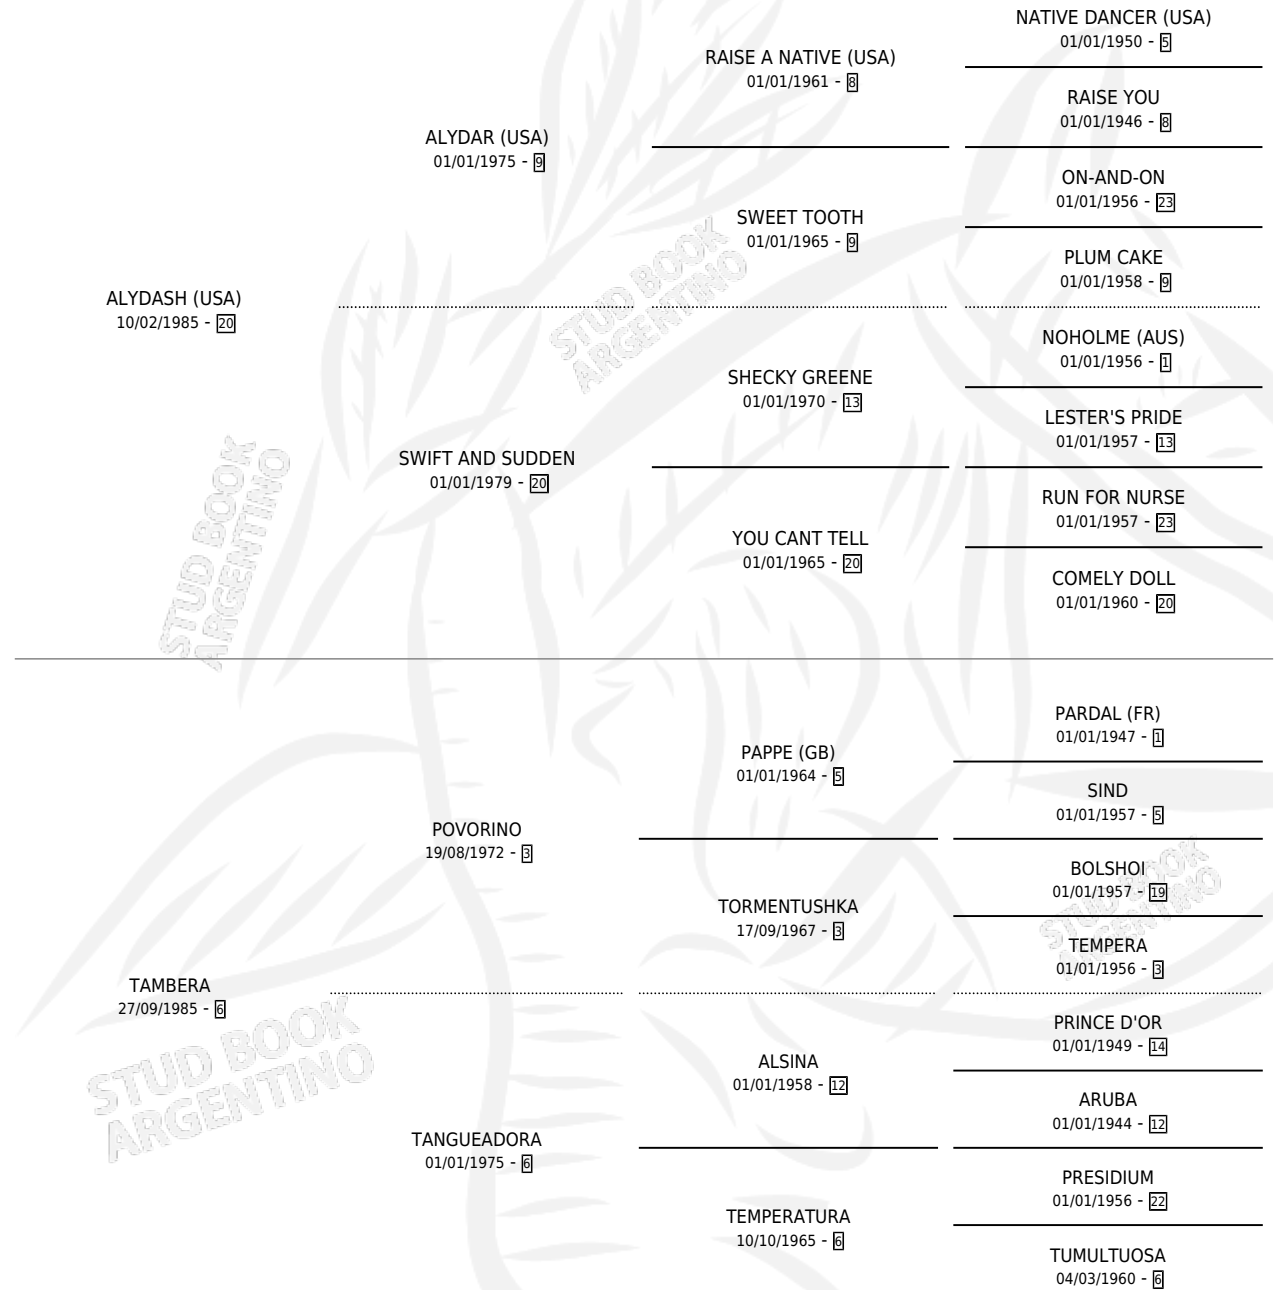 NATIVE DANCER (USA)
01/01/1950 - 5
RAISE A NATIVE (USA)
01/01/1961 - 8
RAISE YOU
01/01/1946 - 8
ALYDAR (USA)
01/01/1975 - 9
ON-AND-ON
01/01/1956 - 23
SWEET TOOTH
01/01/1965 - 9
PLUM CAKE
01/01/1958 - 9
ALYDASH (USA)
10/02/1985 - 20
NOHOLME (AUS)
01/01/1956 - 1
SHECKY GREENE
01/01/1970 - 13
LESTER'S PRIDE
01/01/1957 - 13
SWIFT AND SUDDEN
01/01/1979 - 20
RUN FOR NURSE
01/01/1957 - 23
YOU CANT TELL
01/01/1965 - 20
COMELY DOLL
01/01/1960 - 20
PARDAL (FR)
01/01/1947 - 1
PAPPE (GB)
01/01/1964 - 5
SIND
01/01/1957 - 5
POVORINO
19/08/1972 - 3
BOLSHOI
01/01/1957 - 19
TORMENTUSHKA
17/09/1967 - 3
TEMPERA
01/01/1956 - 3
TAMBERA
27/09/1985 - 6
PRINCE D'OR
01/01/1949 - 14
ALSINA
01/01/1958 - 12
ARUBA
01/01/1944 - 12
TANGUEADORA
01/01/1975 - 6
PRESIDIUM
01/01/1956 - 22
TEMPERATURA
10/10/1965 - 6
TUMULTUOSA
04/03/1960 - 6
STUD BOOK
ARGENTINO
STUD BOOK
ARGENTINO
STUD BOOK
ARGENTINO
STUD BOOK
ARGENTINO